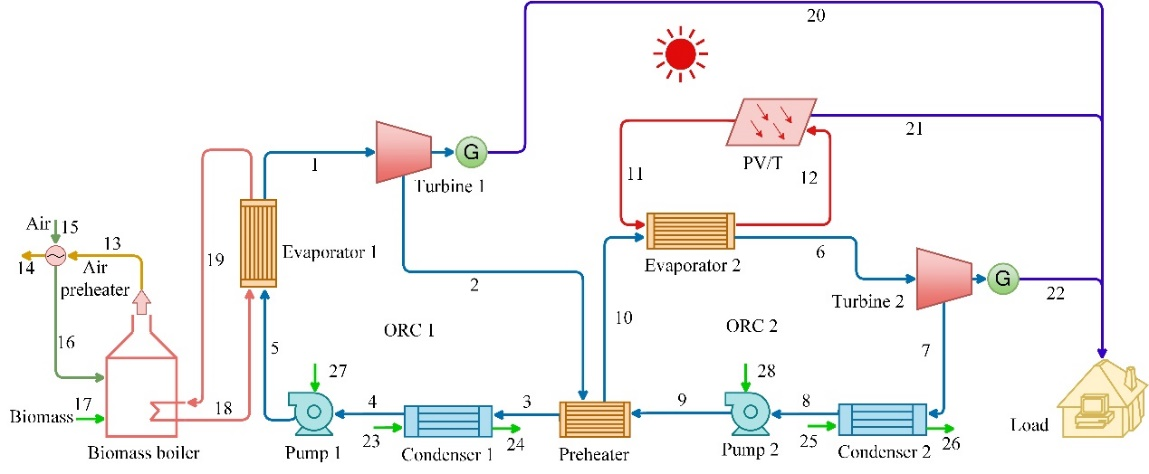 20
21
PV/T
G
1
Turbine 1
11
12
Air
15
13
14
Air
preheater
19
Evaporator 1
Evaporator 2
6
2
G
22
Turbine 2
10
16
ORC 1
ORC 2
5
7
27
28
17
Biomass
18
4
3
9
8
23
24
25
26
Load
Biomass boiler
Pump 1
Condenser 1
Preheater
Pump 2
Condenser 2